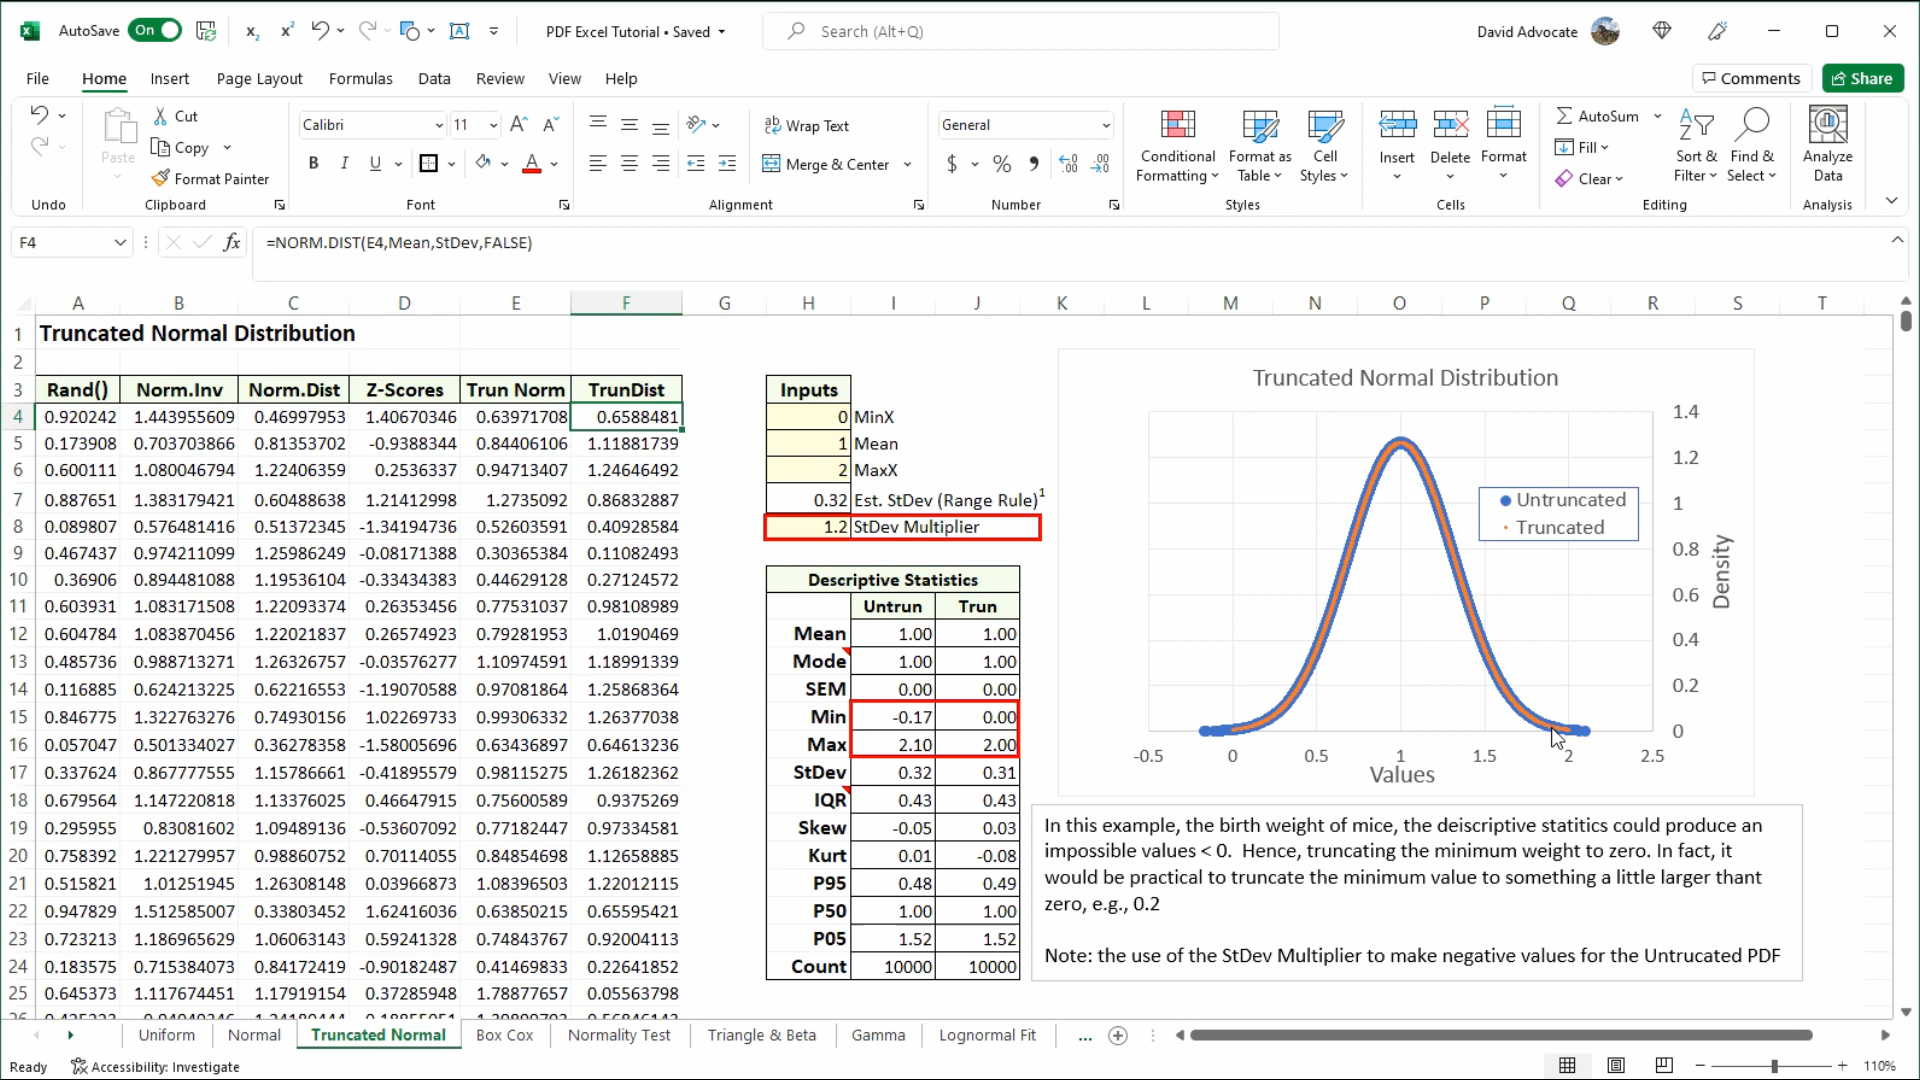 AutoSave On PDF Excel Tutorial • Saved Search (Alt+Q) David Advocate
File Home Insert Page Layout Formulas Data Review View Help Comments Share
Cut Copy Format Painter Paste
Calibri 11
B I U A
Wrap Text
Merge & Center
General
$ % , .00
Conditional Formatting Format as Table Cell Styles
Insert Delete Format
AutoSum Fill Clear
Sort & Filter Find & Select
Analyze Data
Undo Clipboard Font Alignment Number Styles Cells Editing Analysis
F4 fx =NORM.DIST(E4,Mean,StDev,FALSE)
A B C D E F G H I J K L M N O P Q R S T
1 Truncated Normal Distribution
2
3 Rand() Norm.Inv Norm.Dist Z-Scores Trun Norm TrunDist
4 0.920242 1.443955609 0.46997953 1.40670346 0.63971708 0.6588481
5 0.173908 0.703703866 0.81353702 -0.9388344 0.84406106 1.11881739
6 0.600111 1.080046794 1.22406359 0.2536337 0.94713407 1.24646492
7 0.887651 1.383179421 0.60488638 1.21412998 1.2735092 0.86832887
8 0.089807 0.576481416 0.51372345 -1.34194736 0.52603591 0.40928584
9 0.467437 0.974211099 1.25986249 -0.08171388 0.30365384 0.11082493
10 0.36906 0.894481088 1.19536104 -0.33434383 0.44629128 0.27124572
11 0.603931 1.083171508 1.22093374 0.26353456 0.77531037 0.98108989
12 0.604784 1.083870456 1.22021837 0.26574923 0.79281953 1.0190469
13 0.485736 0.988713271 1.26326757 -0.03576277 1.10974591 1.18991339
14 0.116885 0.624213225 0.62216553 -1.19070588 0.97081864 1.25868364
15 0.846775 1.322763276 0.74930156 1.02269733 0.99306332 1.26377038
16 0.057047 0.501334027 0.36278358 -1.58005696 0.63436897 0.64613236
17 0.337624 0.867777555 1.15786661 -0.41895579 0.98115275 1.26182362
18 0.679564 1.147220818 1.13376025 0.46647915 0.75600589 0.9375269
19 0.295955 0.83081602 1.09489136 -0.53607092 0.77182447 0.97334581
20 0.758392 1.221279957 0.98860752 0.70114055 0.84854698 1.12658885
21 0.515821 1.01251945 1.26308148 0.03966873 1.08396503 1.22012115
22 0.947829 1.512585007 0.33803452 1.62416036 0.63850215 0.65595421
23 0.723213 1.186965629 1.06063143 0.59241328 0.74843767 0.92004113
24 0.183575 0.715384073 0.84172419 -0.90182487 0.41469833 0.22641852
25 0.645373 1.117674451 1.17919154 0.37285948 1.78877657 0.05563798
Inputs
0 MinX
1 Mean
2 MaxX
0.32 Est. StDev (Range Rule)1
1.2 StDev Multiplier
Descriptive Statistics
Untrun Trun
Mean 1.00 1.00
Mode 1.00 1.00
SEM 0.00 0.00
Min -0.17 0.00
Max 2.10 2.00
StDev 0.32 0.31
IQR 0.43 0.43
Skew -0.05 0.03
Kurt 0.01 -0.08
P95 0.48 0.49
P50 1.00 1.00
P05 1.52 1.52
Count 10000 10000
Truncated Normal Distribution
1.4
1.2
1
0.8
0.6
0.4
0.2
0
Density
Untruncated
Truncated
-0.5 0 0.5 1 1.5 2 2.5
Values
In this example, the birth weight of mice, the deiscriptive statitics could produce an
impossible values < 0. Hence, truncating the minimum weight to zero. In fact, it
would be practical to truncate the minimum value to something a little larger thant
zero, e.g., 0.2
Note: the use of the StDev Multiplier to make negative values for the Untrucated PDF
Uniform Normal Truncated Normal Box Cox Normality Test Triangle & Beta Gamma Lognormal Fit ...
Ready Accessibility: Investigate 110%